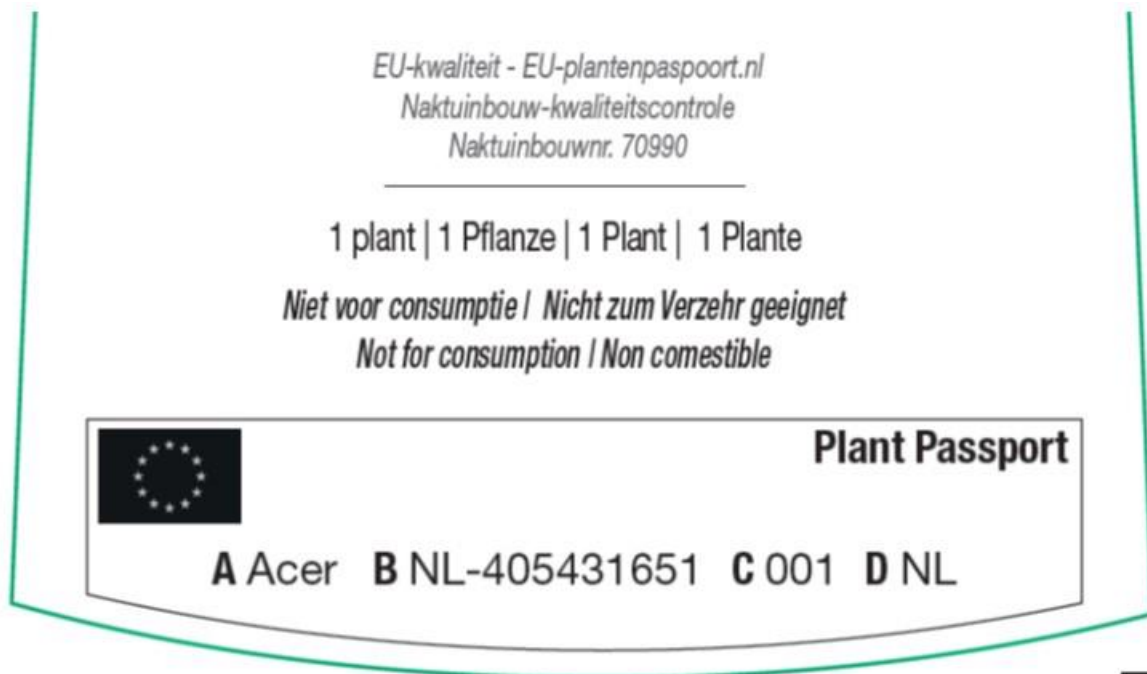 EU-kwaliteit - EU-plantenpaspoort.nl
Naktuinbouw-kwaliteitscontrole
Naktuinbouwnr. 70990
1 plant | 1 Pflanze | 1 Plant | 1 Plante
Niet voor consumptie / Nicht zum Verzehr geeignet
Not for consumption / Non comestible
Plant Passport
A Acer B NL-405431651 C 001 D NL